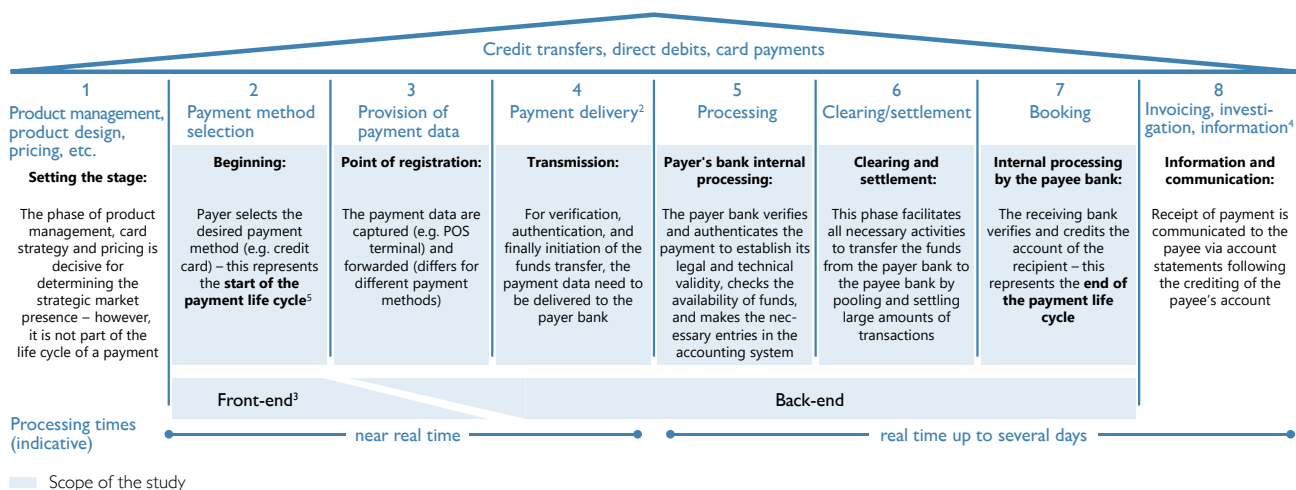 Credit transfers, direct debits, card payments
1
Product management,
product design,
pricing, etc.
Setting the stage:
The phase of product
management, card
strategy and pricing is
decisive for
determining the
strategic market
presence – however,
it is not part of the
life cycle of a payment
2
Payment method
selection
Beginning:
Payer selects the
desired payment
method (e.g. credit
card) – this represents
the start of the
payment life cycle⁵
3
Provision of
payment data
Point of registration:
The payment data are
captured (e.g. POS
terminal) and
forwarded (differs for
different payment
methods)
4
Payment delivery²
Transmission:
For verification,
authentication, and
finally initiation of the
funds transfer, the
payment data need to
be delivered to the
payer bank
5
Processing
Payer's bank internal
processing:
The payer bank verifies
and authenticates the
payment to establish its
legal and technical
validity, checks the
availability of funds,
and makes the nec-
essary entries in the
accounting system
6
Clearing/settlement
Clearing and
settlement:
This phase facilitates
all necessary activities
to transfer the funds
from the payer bank to
the payee bank by
pooling and settling
large amounts of
transactions
7
Booking
Internal processing
by the payee bank:
The receiving bank
verifies and credits the
account of the
recipient – this
represents the end of
the payment life
cycle
8
Invoicing, investi-
gation, information⁴
Information and
communication:
Receipt of payment is
communicated to the
payee via account
statements following
the crediting of the
payee's account
Front-end³
Back-end
Processing times
(indicative)
near real time
real time up to several days
Scope of the study